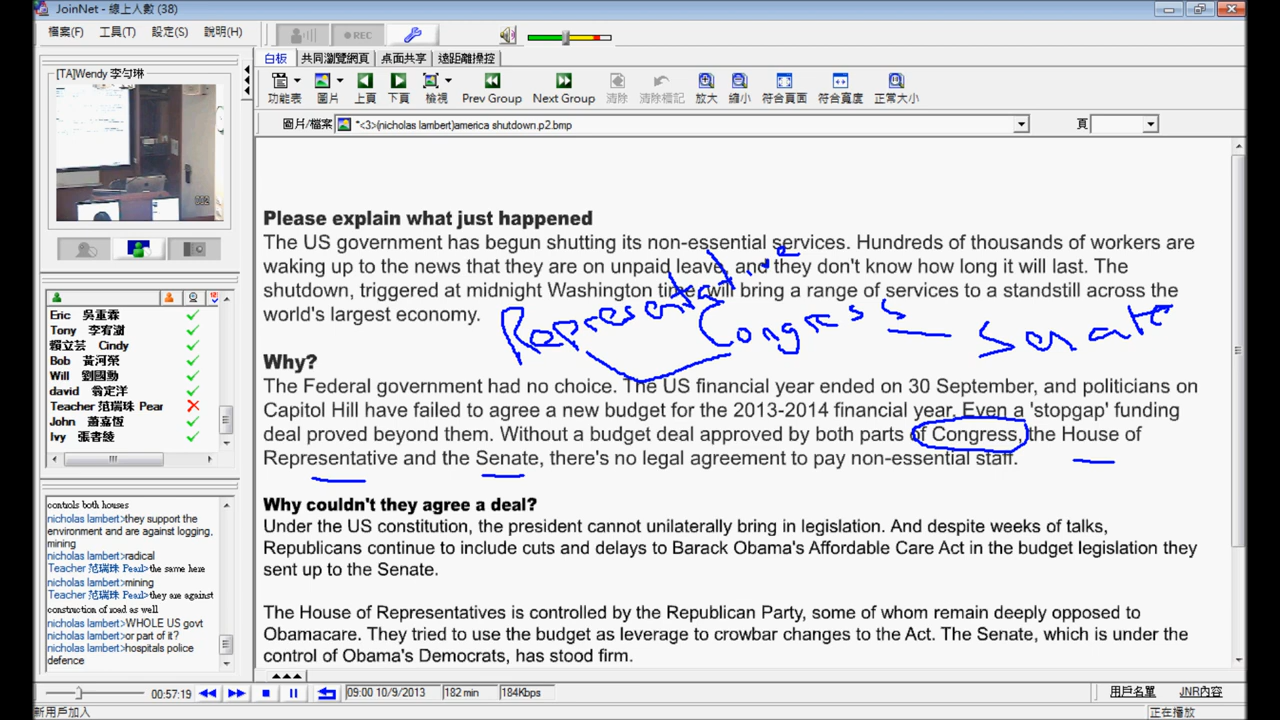 JoinNet - 線上人數 (38)
檔案(F) 工具(T) 設定(S) 說明(H)
REC
[TA]Wendy 李勻琳
白板 共同瀏覽網頁 桌面共享 遠距離操控
功能表 圖片 上頁 下頁 檢視 Prev Group Next Group 清除 清除標記 放大 縮小 符合頁面 符合寬度 正常大小
圖片/檔案 *<3>(nicholas lambert)america shutdown.p2.bmp 頁
Eric 吳重霖
Tony 李宥澂
賴立芸 Cindy
Bob 黃河榮
Will 劉國勳
david 翁定洋
Teacher 范瑞珠 Pear
John 蕭嘉恆
Ivy 張書綾
controls both houses
nicholas lambert>they support the
environment and are against logging,
mining
nicholas lambert>radical
Teacher 范瑞珠 Pearl>the same here
nicholas lambert>mining
Teacher 范瑞珠 Pearl>they are against
construction of road as well
nicholas lambert>WHOLE US govt
nicholas lambert>or part of it?
nicholas lambert>hospitals police
defence
Please explain what just happened
The US government has begun shutting its non-essential services. Hundreds of thousands of workers are
waking up to the news that they are on unpaid leave, and they don't know how long it will last. The
shutdown, triggered at midnight Washington time, will bring a range of services to a standstill across the
world's largest economy.
Representative Congress Senate
Why?
The Federal government had no choice. The US financial year ended on 30 September, and politicians on
Capitol Hill have failed to agree a new budget for the 2013-2014 financial year. Even a 'stopgap' funding
deal proved beyond them. Without a budget deal approved by both parts of Congress, the House of
Representative and the Senate, there's no legal agreement to pay non-essential staff.
Why couldn't they agree a deal?
Under the US constitution, the president cannot unilaterally bring in legislation. And despite weeks of talks,
Republicans continue to include cuts and delays to Barack Obama's Affordable Care Act in the budget legislation they
sent up to the Senate.
The House of Representatives is controlled by the Republican Party, some of whom remain deeply opposed to
Obamacare. They tried to use the budget as leverage to crowbar changes to the Act. The Senate, which is under the
control of Obama's Democrats, has stood firm.
00:57:19 09:00 10/9/2013 182 min 184Kbps 用戶名單 JNR內容
新用戶加入 正在播放